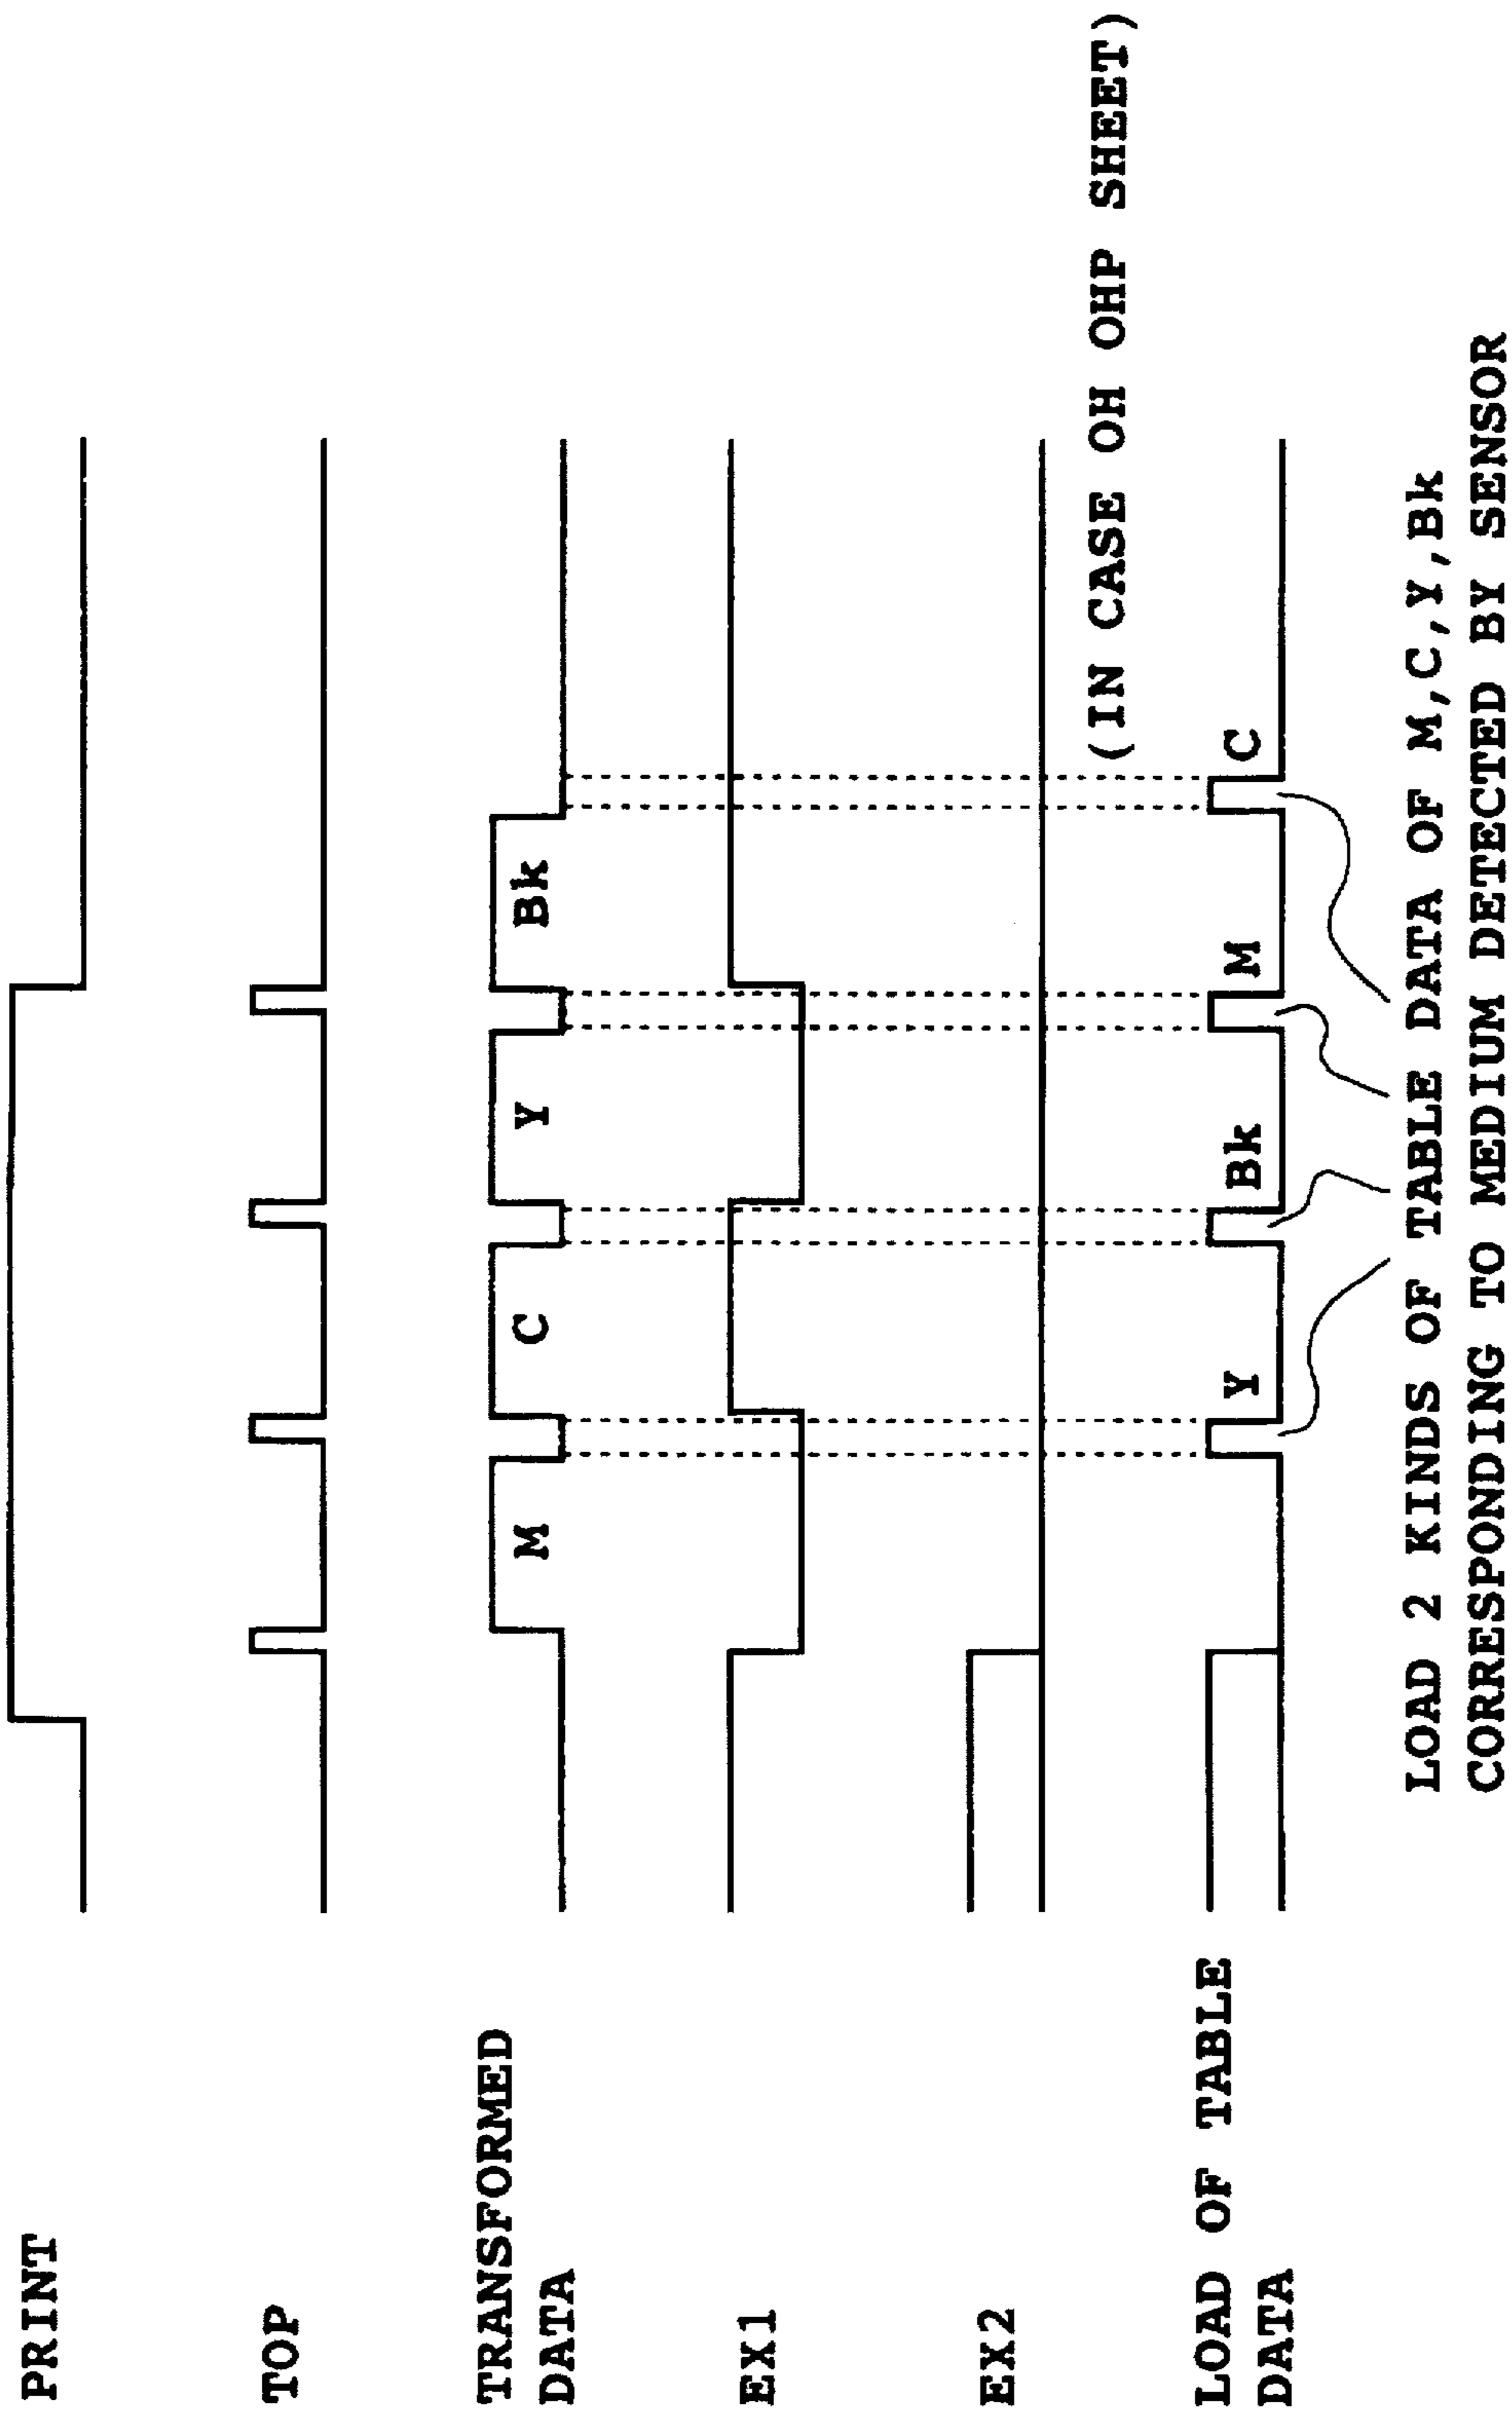 PRINT
TOP
TRANSFORMED
DATA
M C Y Bk
EX1
EX2
(IN CASE OH OHP SHEET)
LOAD OF TABLE
DATA
Y Bk M C
LOAD 2 KINDS OF TABLE DATA OF M,C,Y,Bk
CORRESPONDING TO MEDIUM DETECTED BY SENSOR